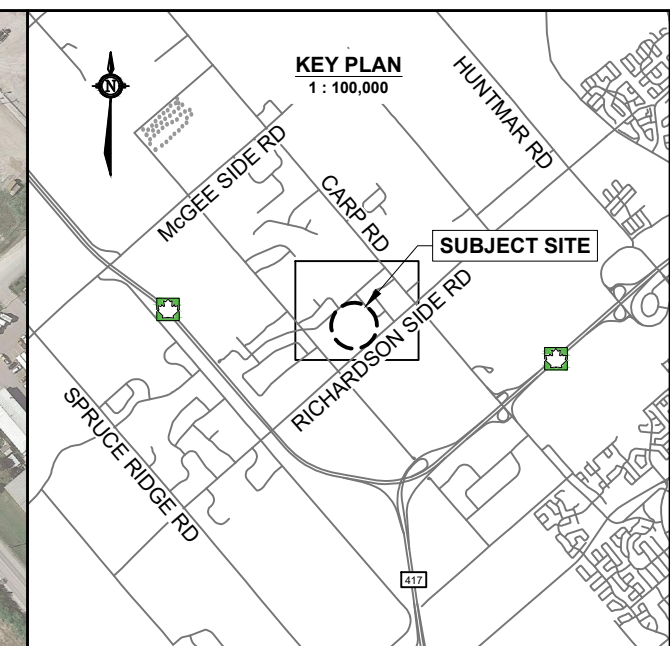 KEY PLAN
1 : 100,000
N
HUNTMAR RD
McGEE SIDE RD
CARP RD
SUBJECT SITE
RICHARDSON SIDE RD
SPRUCE RIDGE RD
417